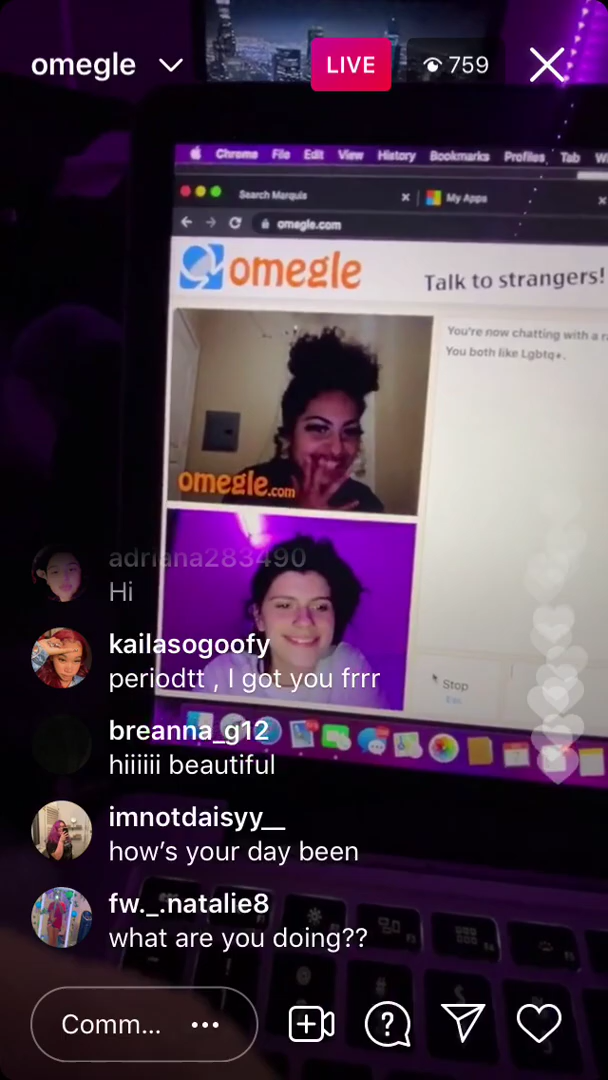 omegle
LIVE
759
Chrome File Edit View History Bookmarks Profiles Tab
Search Marquis
My Apps
omegle.com
omegle
Talk to strangers!
You're now chatting with a
You both like Lgbtq+.
omegle.com
Stop
Esc
adriana283490
Hi
kailasogoofy
periodtt , I got you frrr
breanna_g12
hiiiiii beautiful
imnotdaisyy__
how's your day been
fw._.natalie8
what are you doing??
Comm...